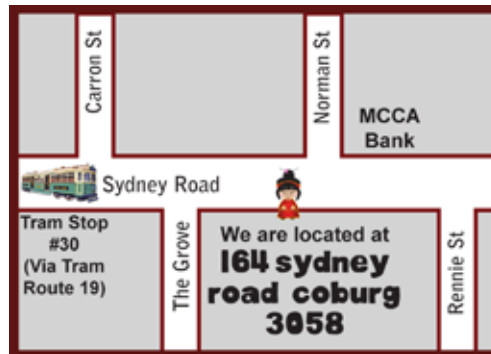 Carron St
Norman St
MCCA
Bank
Sydney Road
Tram Stop
#30
(Via Tram
Route 19)
The Grove
We are located at
164 sydney
road coburg
3058
Rennie St